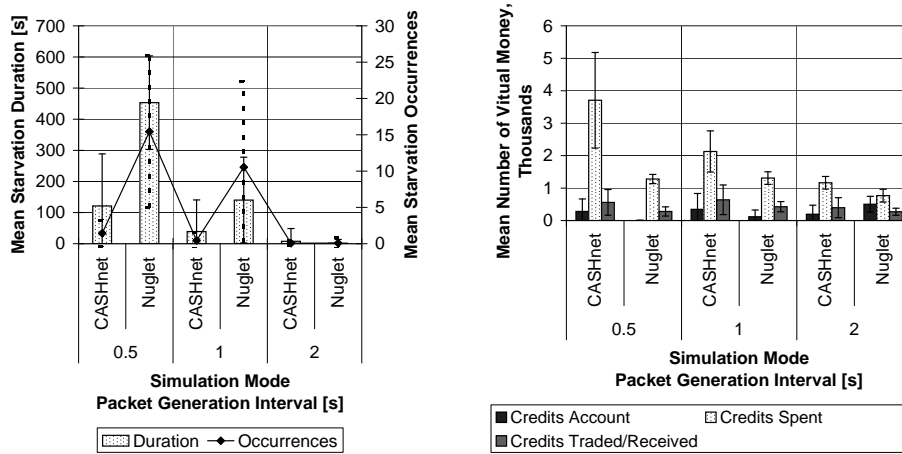 700
600
500
400
300
200
100
0
Mean Starvation Duration [s]
30
25
20
15
10
5
0
Mean Starvation Occurrences
CASHnet
Nuglet
CASHnet
Nuglet
CASHnet
Nuglet
0.5
1
2
Simulation Mode
Packet Generation Interval [s]
Duration
Occurrences
Mean Number of Vitual Money,
Thousands
6
5
4
3
2
1
0
CASHnet
Nuglet
CASHnet
Nuglet
CASHnet
Nuglet
0.5
1
2
Simulation Mode
Packet Generation Interval [s]
Credits Account
Credits Spent
Credits Traded/Received